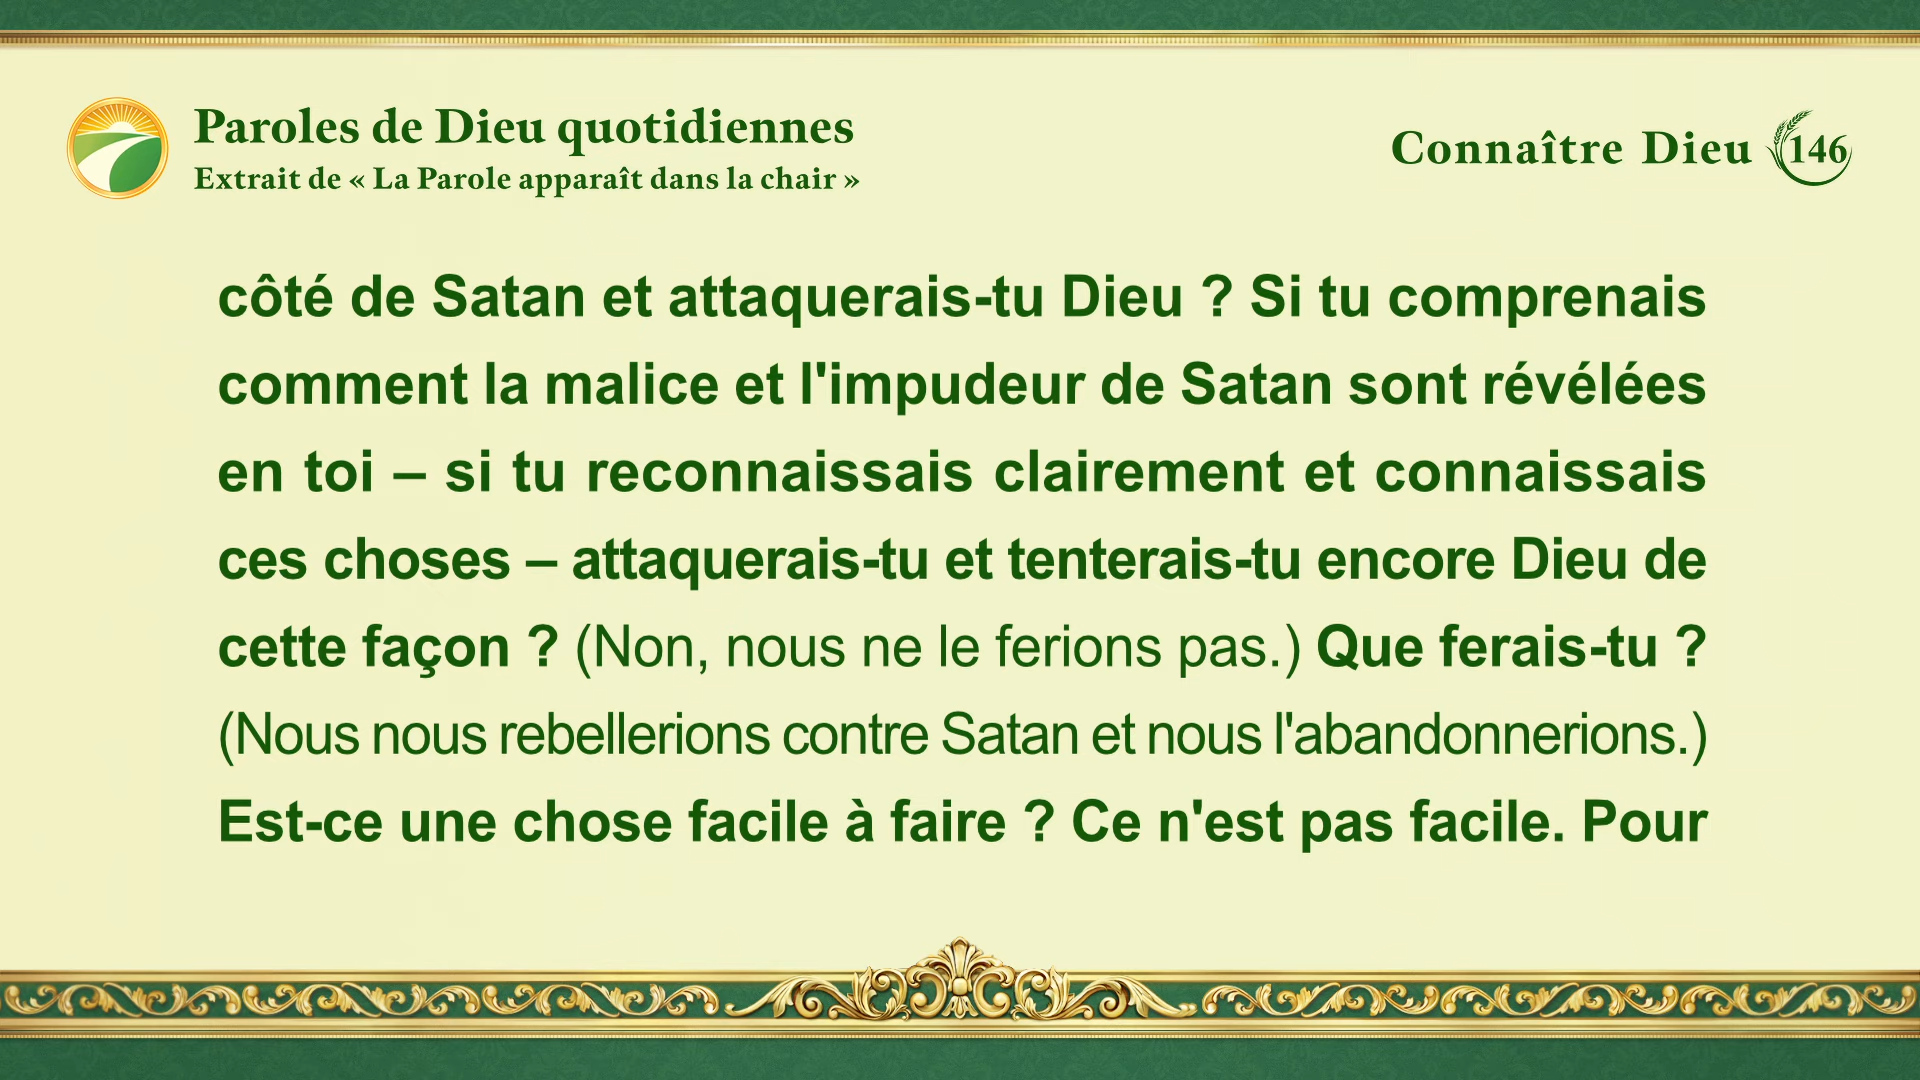 Paroles de Dieu quotidiennes
Extrait de « La Parole apparaît dans la chair »
Connaître Dieu 146
côté de Satan et attaquerais-tu Dieu ? Si tu comprenais
comment la malice et l'impudeur de Satan sont révélées
en toi – si tu reconnaissais clairement et connaissais
ces choses – attaquerais-tu et tenterais-tu encore Dieu de
cette façon ? (Non, nous ne le ferions pas.) Que ferais-tu ?
(Nous nous rebellerions contre Satan et nous l'abandonnerions.)
Est-ce une chose facile à faire ? Ce n'est pas facile. Pour